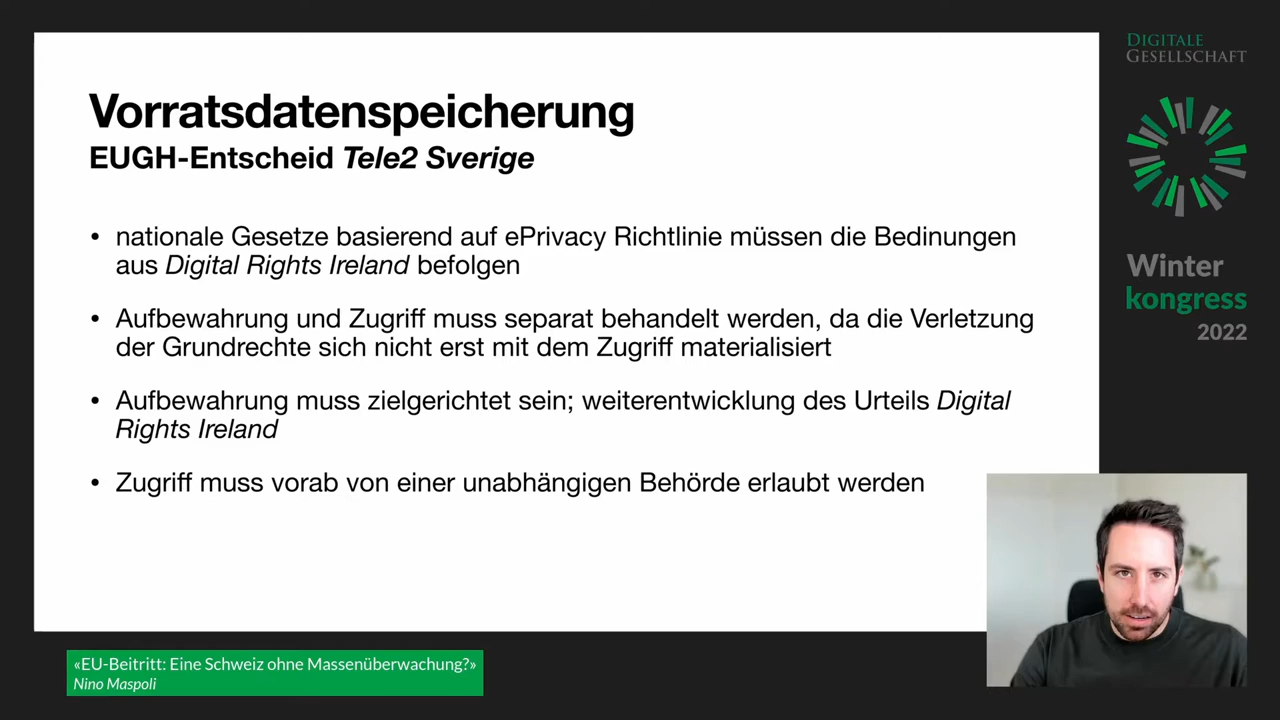 Vorratsdatenspeicherung
EUGH-Entscheid Tele2 Sverige
• nationale Gesetze basierend auf ePrivacy Richtlinie müssen die Bedinungen
aus Digital Rights Ireland befolgen
• Aufbewahrung und Zugriff muss separat behandelt werden, da die Verletzung
der Grundrechte sich nicht erst mit dem Zugriff materialisiert
• Aufbewahrung muss zielgerichtet sein; weiterentwicklung des Urteils Digital
Rights Ireland
• Zugriff muss vorab von einer unabhängigen Behörde erlaubt werden
DIGITALE
GESELLSCHAFT
Winter
kongress
2022
«EU-Beitritt: Eine Schweiz ohne Massenüberwachung?»
Nino Maspoli